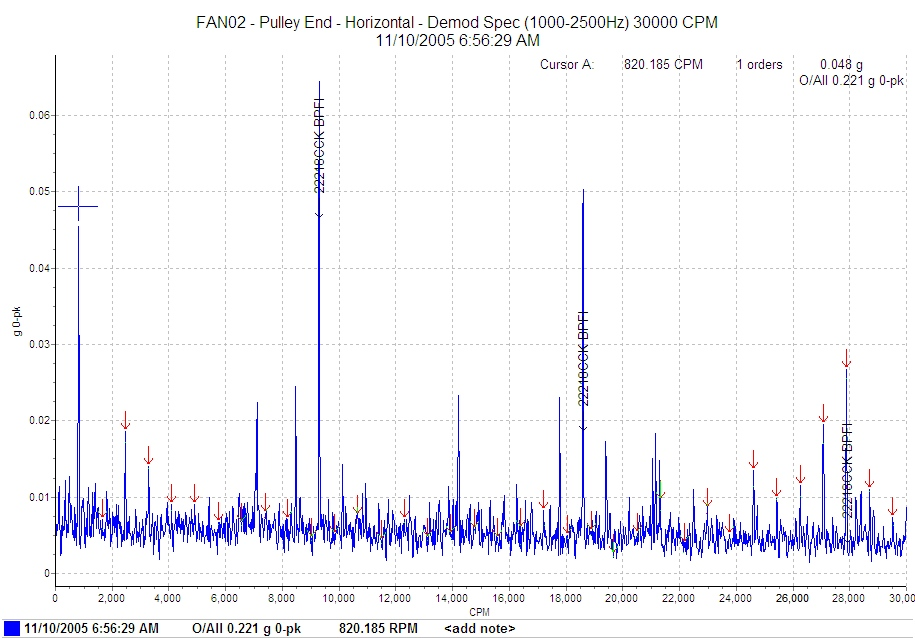 FAN02 - Pulley End - Horizontal - Demod Spec (1000-2500Hz) 30000 CPM
11/10/2005 6:56:29 AM
Cursor A: 820.185 CPM 1 orders 0.048 g
O/All 0.221 g 0-pk
0.06
0.05
0.04
0.03
0.02
0.01
0
g 0-pk
22218CCK BPFI
22218CCK BPFI
22218CCK BPFI
0 2,000 4,000 6,000 8,000 10,000 12,000 14,000 16,000 18,000 20,000 22,000 24,000 26,000 28,000 30,00
CPM
11/10/2005 6:56:29 AM O/All 0.221 g 0-pk 820.185 RPM <add note>